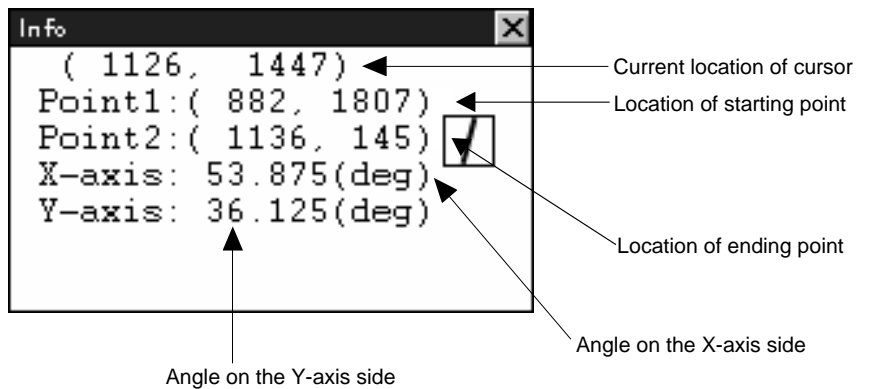 Info
( 1126, 1447)
Current location of cursor
Point1:( 882, 1807)
Location of starting point
Point2:( 1136, 145)
X-axis: 53.875(deg)
Y-axis: 36.125(deg)
Location of ending point
Angle on the X-axis side
Angle on the Y-axis side